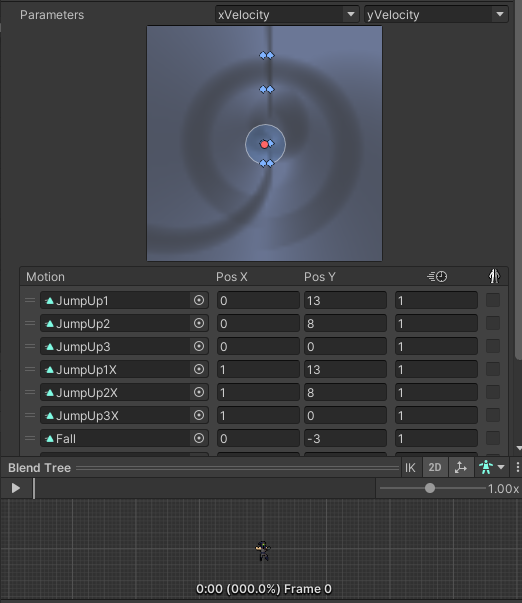 Parameters xVelocity yVelocity
Motion Pos X Pos Y
JumpUp1 0 13 1
JumpUp2 0 8 1
JumpUp3 0 0 1
JumpUp1X 1 13 1
JumpUp2X 1 8 1
JumpUp3X 1 0 1
Fall 0 -3 1
Blend Tree IK 2D
1.00x
0:00 (000.0%) Frame 0